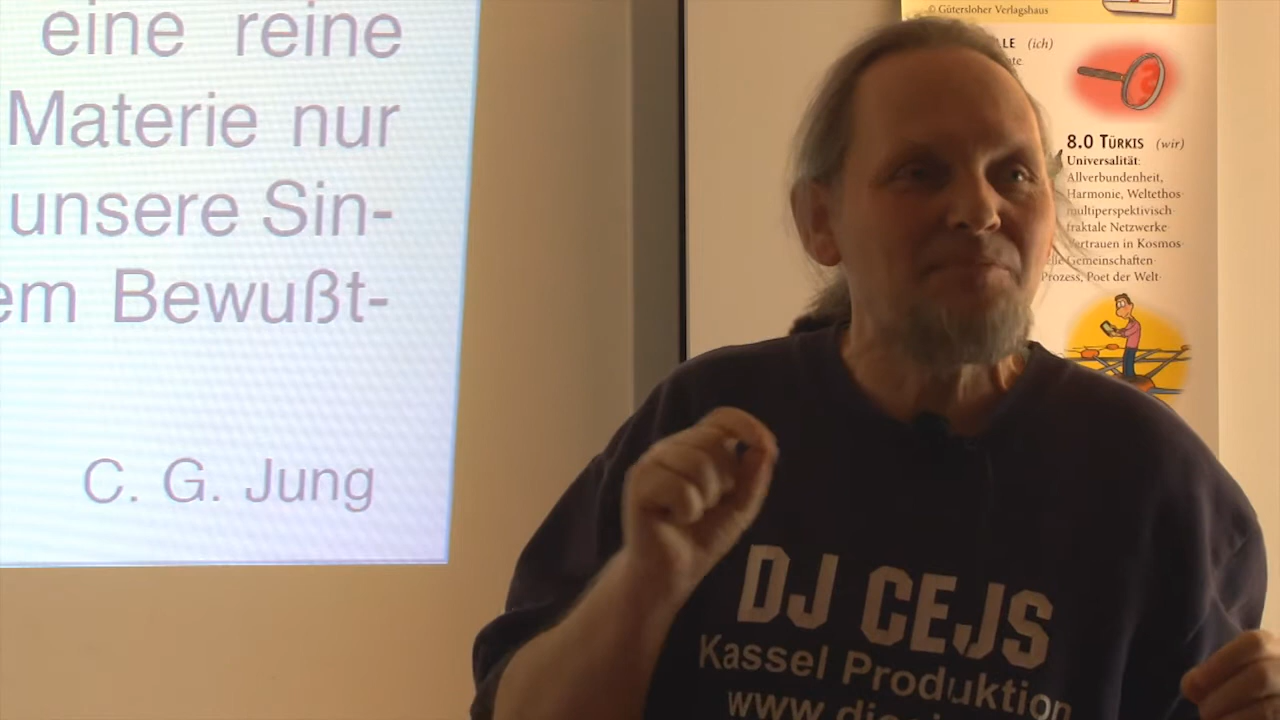 eine reine
Materie nur
unsere Sin-
em Bewußt-
C. G. Jung
© Gütersloher Verlagshaus
(ich)
8.0 TÜRKIS (wir)
Universalität:
Allverbundenheit,
Harmonie, Weltethos
multiperspektivisch
fraktale Netzwerke
Vertrauen in Kosmos
Gemeinschaften
Prozess, Poet der Welt
DJ CEJS
Kassel Produktion
www.